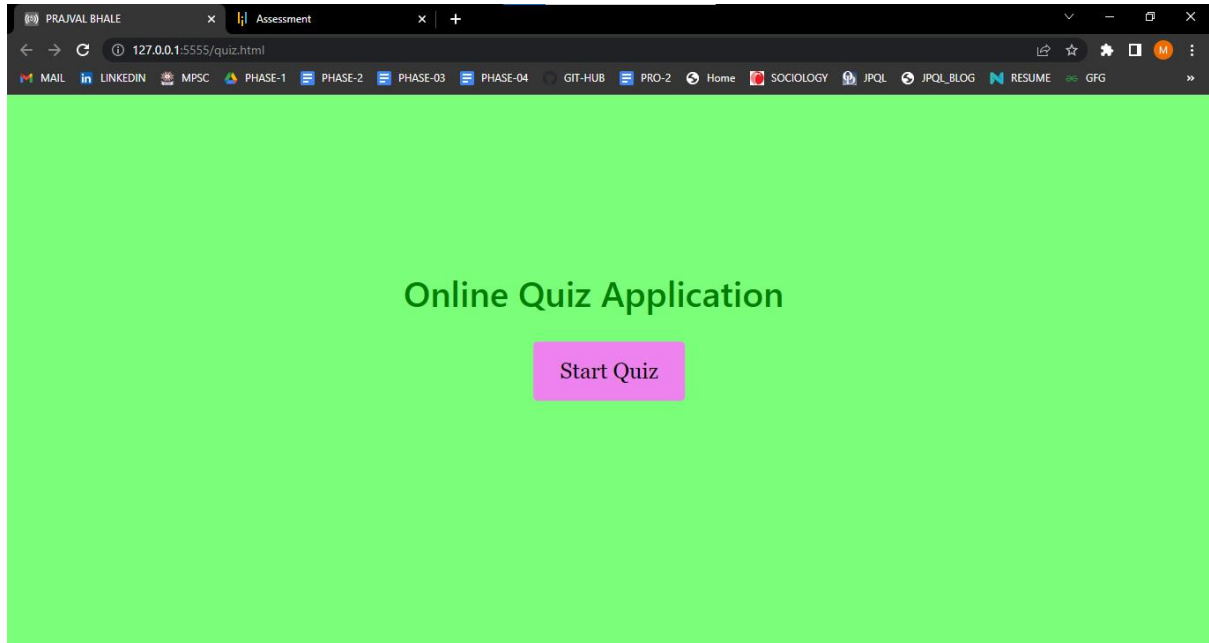 PRAJVAL BHALE
Assessment
127.0.0.1:5555/quiz.html
MAIL in LINKEDIN MPSC PHASE-1 PHASE-2 PHASE-03 PHASE-04 GIT-HUB PRO-2 Home SOCIOLOGY JPQL JPQL_BLOG RESUME GFG »
M
Online Quiz Application
Start Quiz